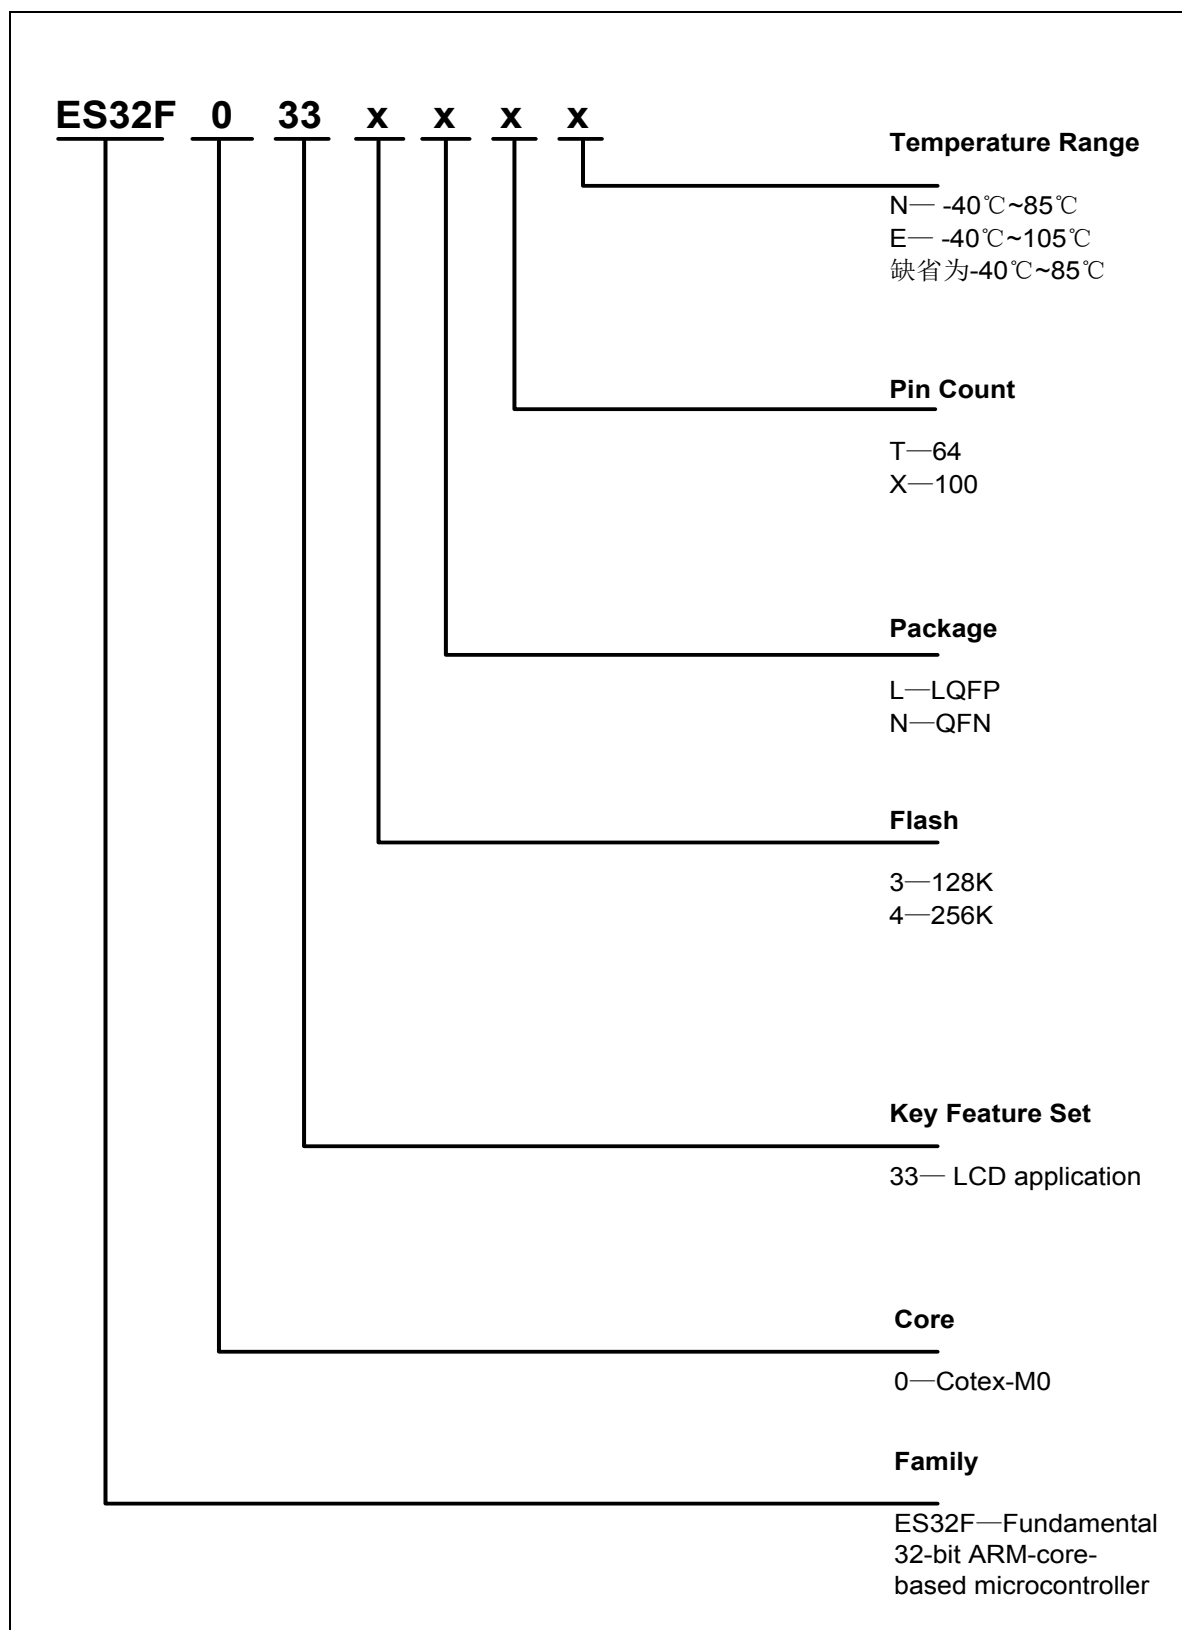 ES32F 0 33 x x x x
Temperature Range
N— -40℃~85℃
E— -40℃~105℃
缺省为-40℃~85℃
Pin Count
T—64
X—100
Package
L—LQFP
N—QFN
Flash
3—128K
4—256K
Key Feature Set
33— LCD application
Core
0—Cotex-M0
Family
ES32F—Fundamental
32-bit ARM-core-
based microcontroller